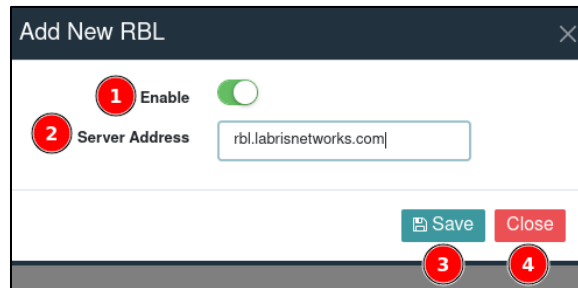 Add New RBL
1 Enable
2 Server Address rbl.labrisnetworks.com
Save Close
3 4